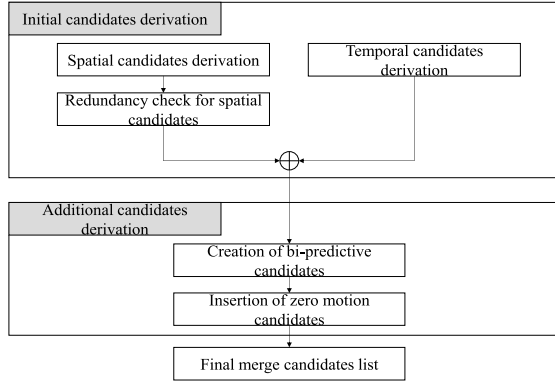 Initial candidates derivation
Spatial candidates derivation
Temporal candidates
derivation
Redundancy check for spatial
candidates
Additional candidates
derivation
Creation of bi-predictive
candidates
Insertion of zero motion
candidates
Final merge candidates list